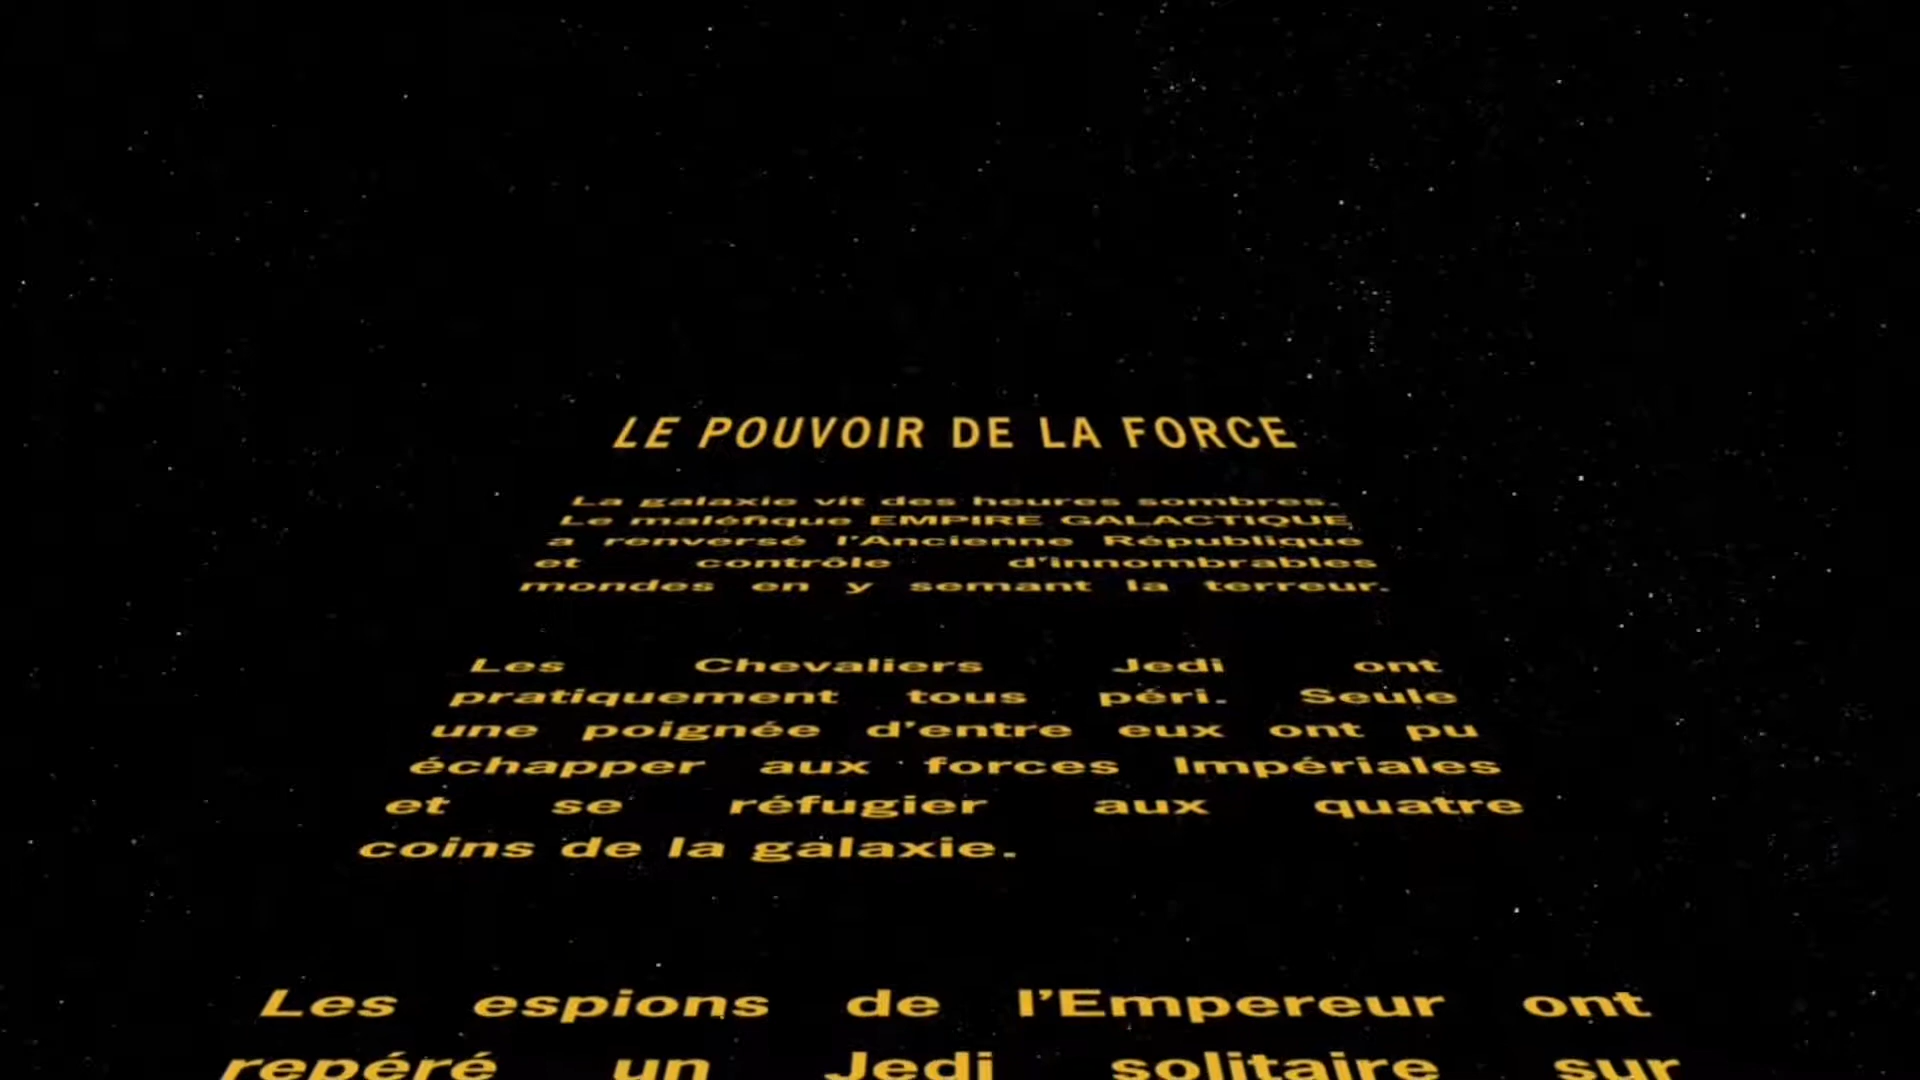 LE POUVOIR DE LA FORCE
La galaxie vit des heures sombres.
Le maléfique EMPIRE GALACTIQUE
a renversé l'Ancienne République
et contrôle d'innombrables
mondes en y semant la terreur.
Les Chevaliers Jedi ont
pratiquement tous péri. Seule
une poignée d'entre eux ont pu
échapper aux forces Impériales
et se réfugier aux quatre
coins de la galaxie.
Les espions de l'Empereur ont
repéré un Jedi solitaire sur